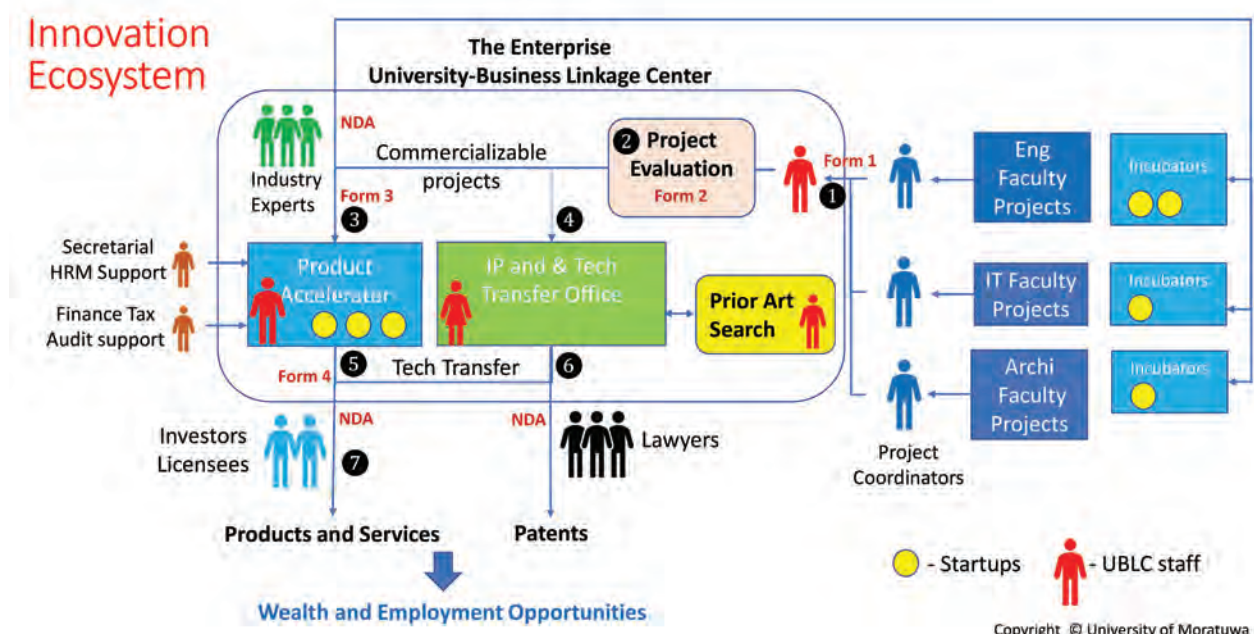 Innovation
Ecosystem
The Enterprise
University-Business Linkage Center
NDA
Industry
Experts
Commercializable
projects
2
Project
Evaluation
Form 2
Form 1
1
Form 3
3
4
Secretarial
HRM Support
Finance Tax
Audit support
Product
Accelerator
IP and & Tech
Transfer Office
Prior Art
Search
5
Form 4
Tech Transfer
6
NDA
NDA
Investors
Licensees
7
Lawyers
Products and Services
Patents
Wealth and Employment Opportunities
Eng
Faculty
Projects
Incubators
IT Faculty
Projects
Incubators
Archi
Faculty
Projects
Incubators
Project
Coordinators
- Startups
- UBLC staff
Copyright © University of Moratuwa